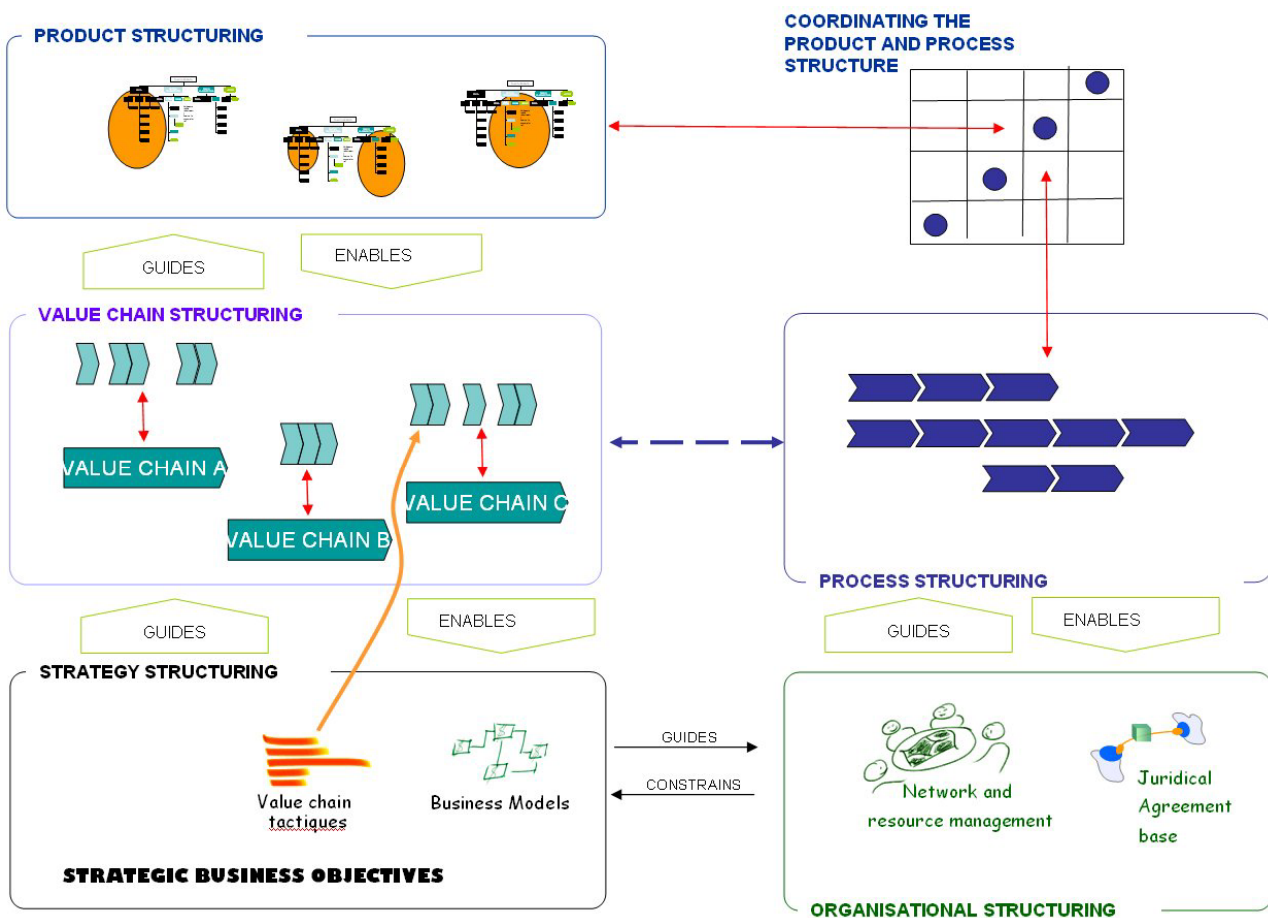 PRODUCT STRUCTURING
COORDINATING THE
PRODUCT AND PROCESS
STRUCTURE
GUIDES
ENABLES
VALUE CHAIN STRUCTURING
VALUE CHAIN A
VALUE CHAIN B
VALUE CHAIN C
PROCESS STRUCTURING
GUIDES
ENABLES
GUIDES
ENABLES
STRATEGY STRUCTURING
Value chain
tactiques
Business Models
STRATEGIC BUSINESS OBJECTIVES
GUIDES
CONSTRAINS
Network and
resource management
Juridical
Agreement
base
ORGANISATIONAL STRUCTURING